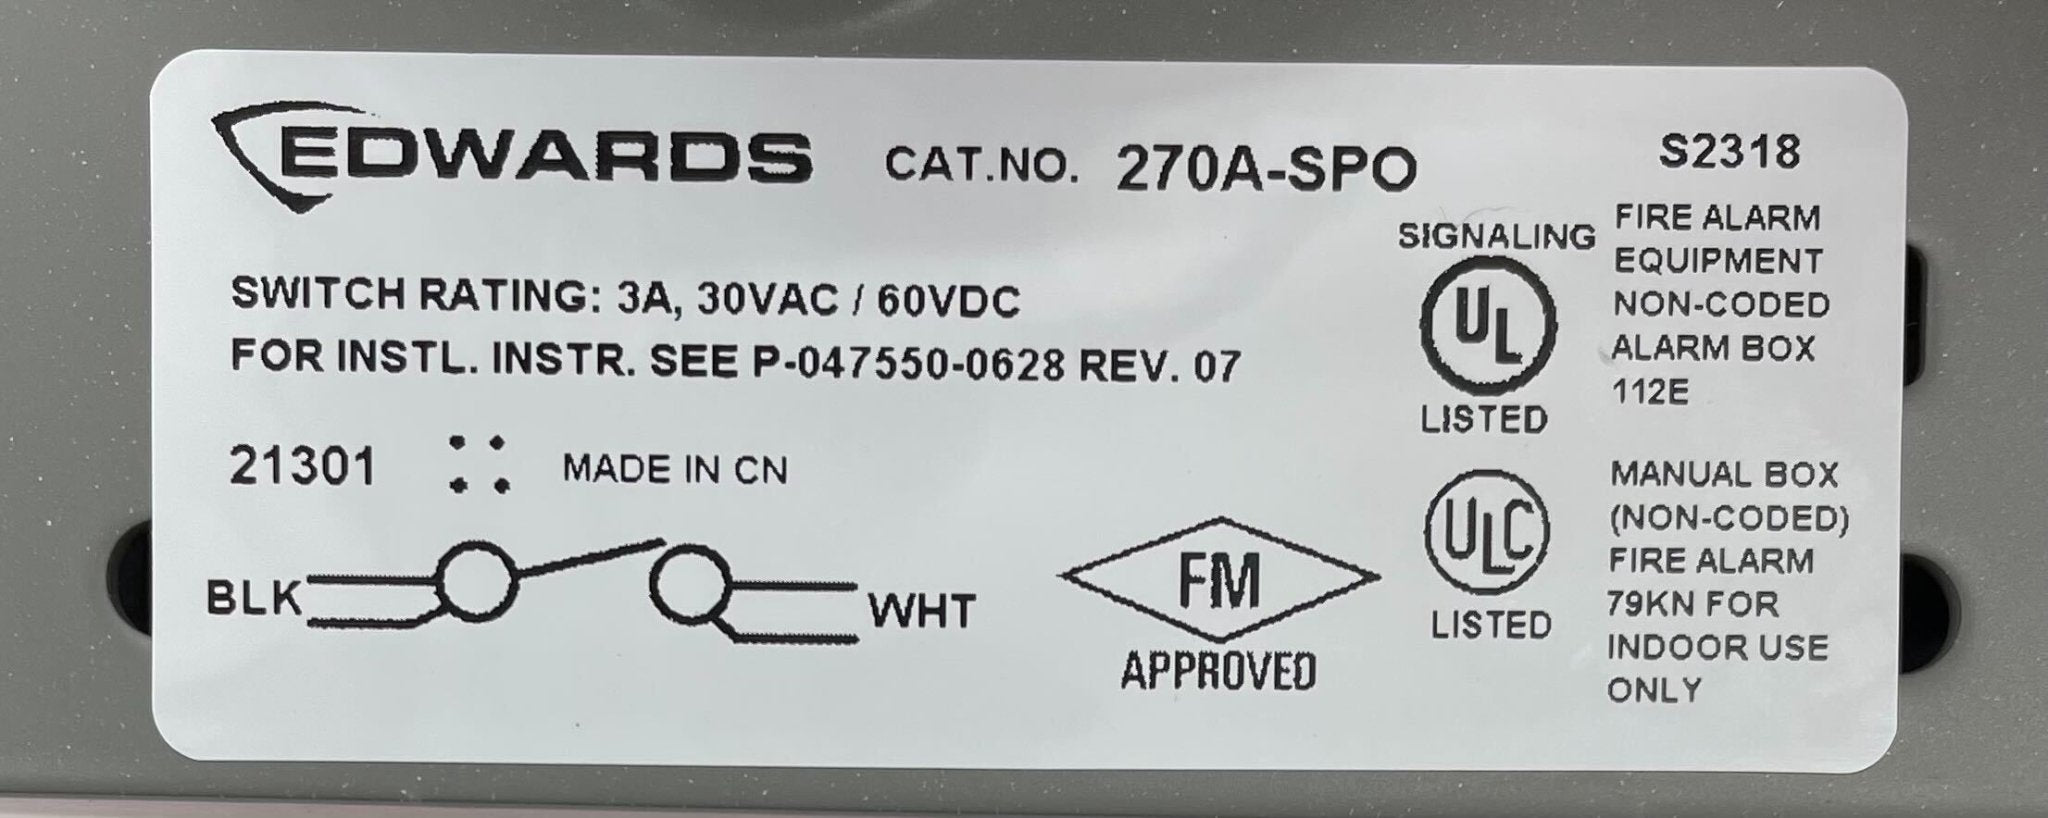 EDWARDS CAT.NO. 270A-SPO
SWITCH RATING: 3A, 30VAC / 60VDC
FOR INSTL. INSTR. SEE P-047550-0628 REV. 07
21301 MADE IN CN
BLK WHT
FM
APPROVED
S2318
SIGNALING
UL
LISTED
FIRE ALARM
EQUIPMENT
NON-CODED
ALARM BOX
112E
ULC
LISTED
MANUAL BOX
(NON-CODED)
FIRE ALARM
79KN FOR
INDOOR USE
ONLY